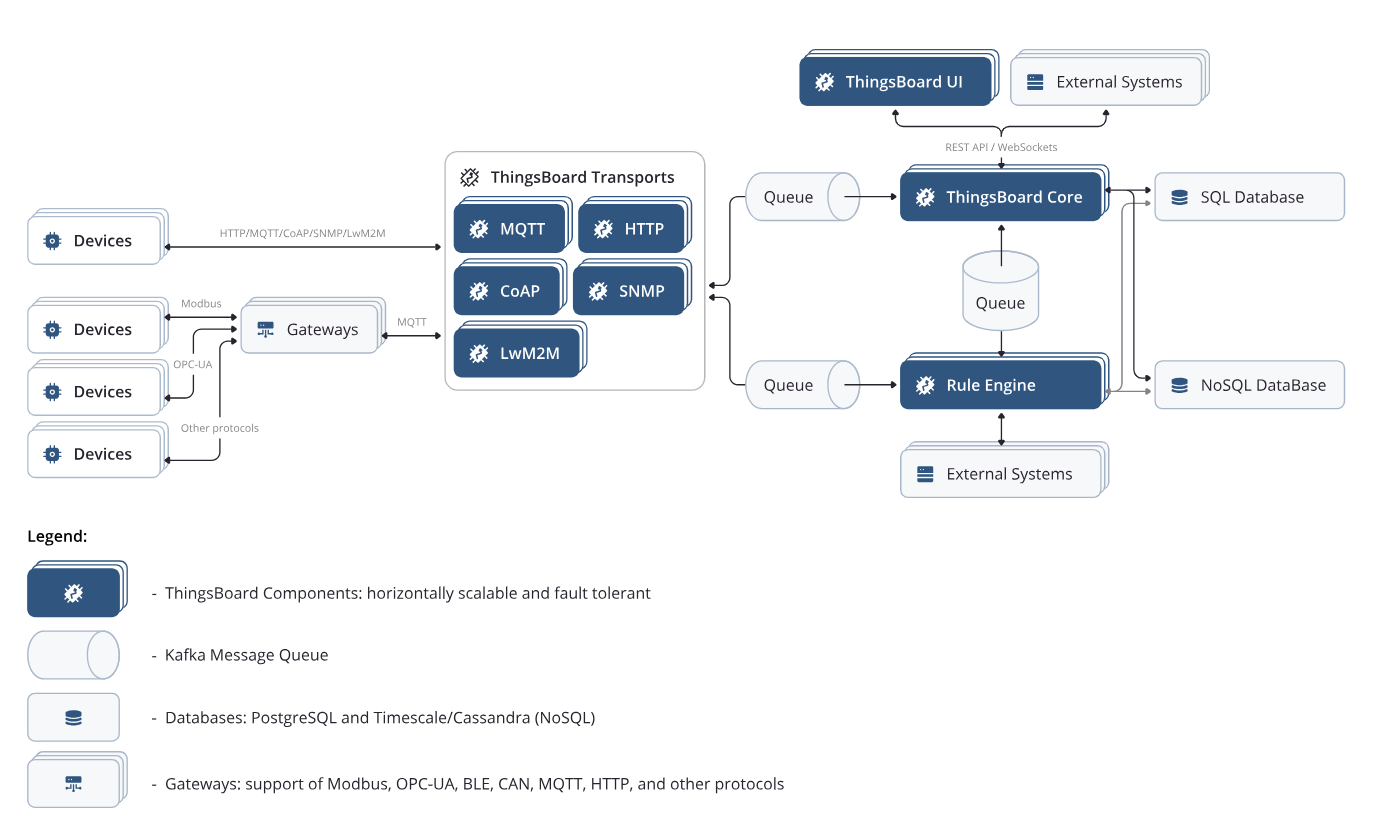 ThingsBoard UI
External Systems
REST API / WebSockets
ThingsBoard Transports
Queue
ThingsBoard Core
SQL Database
MQTT
HTTP
Devices
HTTP/MQTT/CoAP/SNMP/LwM2M
CoAP
SNMP
Queue
Modbus
Devices
Gateways
MQTT
LwM2M
OPC-UA
Devices
Queue
Rule Engine
NoSQL DataBase
Other protocols
Devices
External Systems
Legend:
- ThingsBoard Components: horizontally scalable and fault tolerant
- Kafka Message Queue
- Databases: PostgreSQL and Timescale/Cassandra (NoSQL)
- Gateways: support of Modbus, OPC-UA, BLE, CAN, MQTT, HTTP, and other protocols